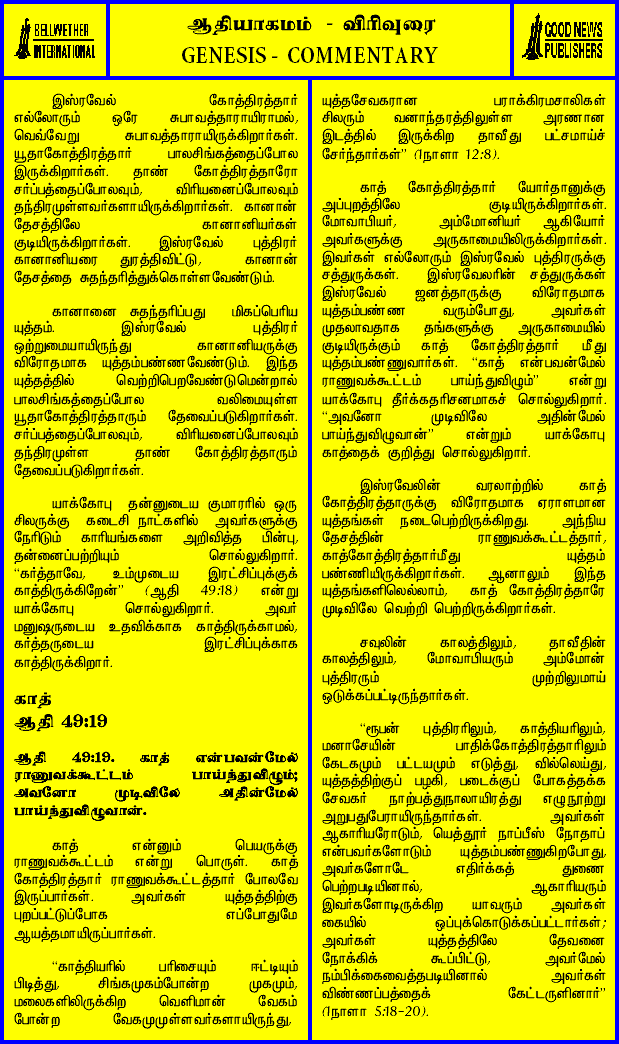 BELLWETHER
INTERNATIONAL
ஆதியாகமம் - விரிவுரை
GENESIS - COMMENTARY
GOOD NEWS
PUBLISHERS
இஸ்ரவேல் கோத்திரத்தார்
எல்லோரும் ஒரே சுபாவத்தாராயிராமல்,
வெவ்வேறு சுபாவத்தாராயிருக்கிறார்கள்.
யூதாகோத்திரத்தார் பாலசிங்கத்தைப்போல
இருக்கிறார்கள். தாண் கோத்திரத்தாரோ
சர்ப்பத்தைப்போலவும், விரியனைப்போலவும்
தந்திரமுள்ளவர்களாயிருக்கிறார்கள். கானான்
தேசத்திலே கானானியர்கள்
குடியிருக்கிறார்கள். இஸ்ரவேல் புத்திரர்
கானானியரை துரத்திவிட்டு, கானான்
தேசத்தை சுதந்தரித்துக்கொள்ளவேண்டும்.
கானானை சுதந்தரிப்பது மிகப்பெரிய
யுத்தம். இஸ்ரவேல் புத்திரர்
ஒற்றுமையாயிருந்து கானானியருக்கு
விரோதமாக யுத்தம்பண்ணவேண்டும். இந்த
யுத்தத்தில் வெற்றிபெறவேண்டுமென்றால்
பாலசிங்கத்தைப்போல வலிமையுள்ள
யூதாகோத்திரத்தாரும் தேவைப்படுகிறார்கள்.
சர்ப்பத்தைப்போலவும், விரியனைப்போலவும்
தந்திரமுள்ள தாண் கோத்திரத்தாரும்
தேவைப்படுகிறார்கள்.
யாக்கோபு தன்னுடைய குமாரரில் ஒரு
சிலருக்கு கடைசி நாட்களில் அவர்களுக்கு
நேரிடும் காரியங்களை அறிவித்த பின்பு,
தன்னைப்பற்றியும் சொல்லுகிறார்.
“கர்த்தாவே, உம்முடைய இரட்சிப்புக்குக்
காத்திருக்கிறேன்” (ஆதி 49:18) என்று
யாக்கோபு சொல்லுகிறார். அவர்
மனுஷருடைய உதவிக்காக காத்திருக்காமல்,
கர்த்தருடைய இரட்சிப்புக்காக
காத்திருக்கிறார்.
காத்
ஆதி 49:19
ஆதி 49:19. காத் என்பவன்மேல்
ராணுவக்கூட்டம் பாய்ந்துவிழும்;
அவனோ முடிவிலே அதின்மேல்
பாய்ந்துவிழுவான்.
காத் என்னும் பெயருக்கு
ராணுவக்கூட்டம் என்று பொருள். காத்
கோத்திரத்தார் ராணுவக்கூட்டத்தார் போலவே
இருப்பார்கள். அவர்கள் யுத்தத்திற்கு
புறப்பட்டுப்போக எப்போதுமே
ஆயத்தமாயிருப்பார்கள்.
“காத்தியரில் பரிசையும் ஈட்டியும்
பிடித்து, சிங்கமுகம்போன்ற முகமும்,
மலைகளிலிருக்கிற வெளிமான் வேகம்
போன்ற வேகமுமுள்ளவர்களாயிருந்து,
யுத்தசேவகரான பராக்கிரமசாலிகள்
சிலரும் வனாந்தரத்திலுள்ள அரணான
இடத்தில் இருக்கிற தாவீது பட்சமாய்ச்
சேர்ந்தார்கள்” (1நாளா 12:8).
காத் கோத்திரத்தார் யோர்தானுக்கு
அப்புறத்திலே குடியிருக்கிறார்கள்.
மோவாபியர், அம்மோனியர் ஆகியோர்
அவர்களுக்கு அருகாமையிலிருக்கிறார்கள்.
இவர்கள் எல்லோரும் இஸ்ரவேல் புத்திரருக்கு
சத்துருக்கள். இஸ்ரவேலரின் சத்துருக்கள்
இஸ்ரவேல் ஜனத்தாருக்கு விரோதமாக
யுத்தம்பண்ண வரும்போது, அவர்கள்
முதலாவதாக தங்களுக்கு அருகாமையில்
குடியிருக்கும் காத் கோத்திரத்தார் மீது
யுத்தம்பண்ணுவார்கள். “காத் என்பவன்மேல்
ராணுவக்கூட்டம் பாய்ந்துவிழும்” என்று
யாக்கோபு தீர்க்கதரிசனமாகச் சொல்லுகிறார்.
“அவனோ முடிவிலே அதின்மேல்
பாய்ந்துவிழுவான்” என்றும் யாக்கோபு
காத்தைக் குறித்து சொல்லுகிறார்.
இஸ்ரவேலின் வரலாற்றில் காத்
கோத்திரத்தாருக்கு விரோதமாக ஏராளமான
யுத்தங்கள் நடைபெற்றிருக்கிறது. அந்நிய
தேசத்தின் ராணுவக்கூட்டத்தார்,
காத்கோத்திரத்தார்மீது யுத்தம்
பண்ணியிருக்கிறார்கள். ஆனாலும் இந்த
யுத்தங்களிலெல்லாம், காத் கோத்திரத்தாரே
முடிவிலே வெற்றி பெற்றிருக்கிறார்கள்.
சவுலின் காலத்திலும், தாவீதின்
காலத்திலும், மோவாபியரும் அம்மோன்
புத்திரரும் முற்றிலுமாய்
ஒடுக்கப்பட்டிருந்தார்கள்.
“ரூபன் புத்திரரிலும், காத்தியரிலும்,
மனாசேயின் பாதிக்கோத்திரத்தாரிலும்
கேடகமும் பட்டயமும் எடுத்து, வில்லெய்து,
யுத்தத்திற்குப் பழகி, படைக்குப் போகத்தக்க
சேவகர் நாற்பத்துநாலாயிரத்து எழுநூற்று
அறுபதுபேராயிருந்தார்கள். அவர்கள்
ஆகாரியரோடும், யெத்தூர் நாப்பீஸ் நோதாப்
என்பவர்களோடும் யுத்தம்பண்ணுகிறபோது,
அவர்களோடே எதிர்க்கத் துணை
பெற்றபடியினால், ஆகாரியரும்
இவர்களோடிருக்கிற யாவரும் அவர்கள்
கையில் ஒப்புக்கொடுக்கப்பட்டார்கள்;
அவர்கள் யுத்தத்திலே தேவனை
நோக்கிக் கூப்பிட்டு, அவர்மேல்
நம்பிக்கைவைத்தபடியினால் அவர்கள்
விண்ணப்பத்தைக் கேட்டருளினார்”
(1நாளா 5:18-20).